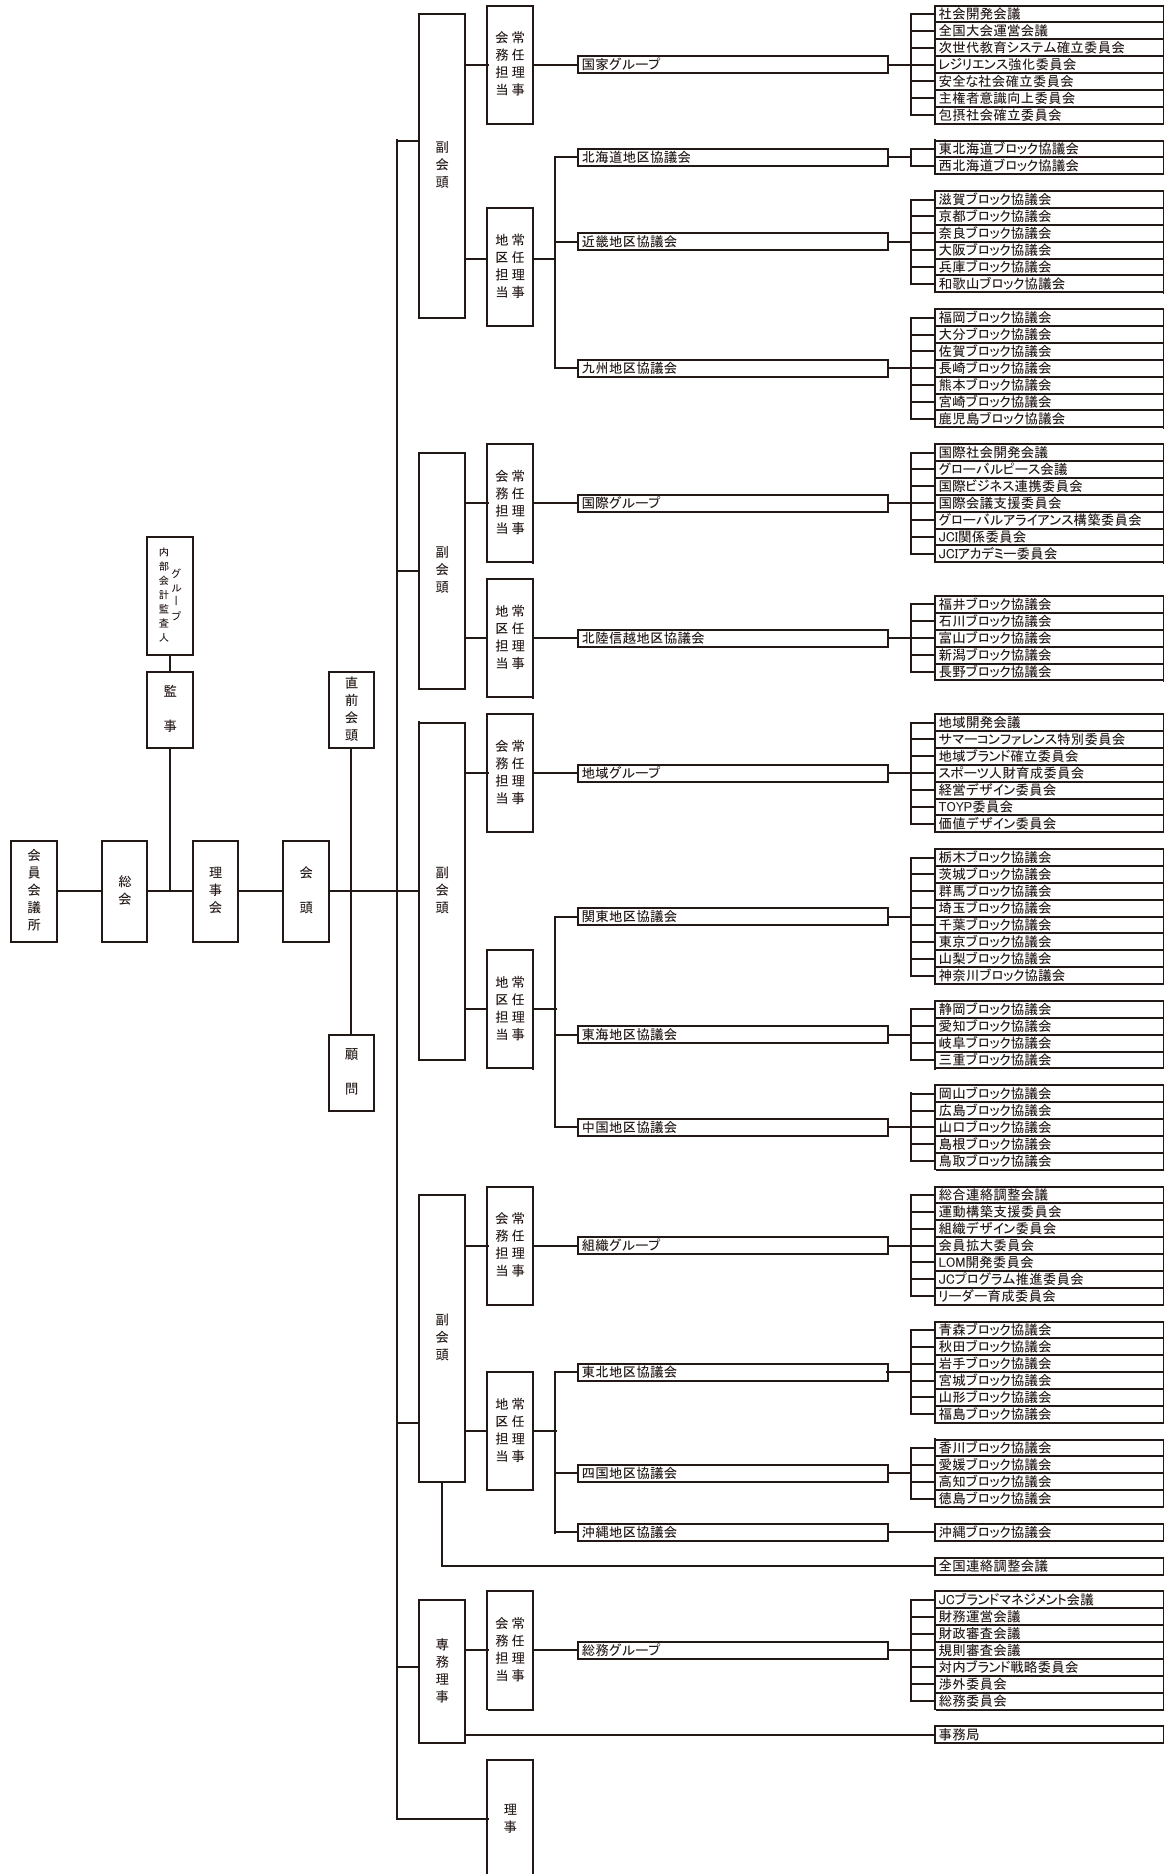 会員会議所
総会
内部会計監査人
グループ
監事
理事会
会頭
直前会頭
顧問
副会頭
常任理事
会務担当
国家グループ
社会開発会議
全国大会運営会議
次世代教育システム確立委員会
レジリエンス強化委員会
安全な社会確立委員会
主権者意識向上委員会
包摂社会確立委員会
常任理事
地区担当
北海道地区協議会
東北海道ブロック協議会
西北海道ブロック協議会
近畿地区協議会
滋賀ブロック協議会
京都ブロック協議会
奈良ブロック協議会
大阪ブロック協議会
兵庫ブロック協議会
和歌山ブロック協議会
九州地区協議会
福岡ブロック協議会
大分ブロック協議会
佐賀ブロック協議会
長崎ブロック協議会
熊本ブロック協議会
宮崎ブロック協議会
鹿児島ブロック協議会
副会頭
常任理事
会務担当
国際グループ
国際社会開発会議
グローバルピース会議
国際ビジネス連携委員会
国際会議支援委員会
グローバルアライアンス構築委員会
JCI関係委員会
JCIアカデミー委員会
常任理事
地区担当
北陸信越地区協議会
福井ブロック協議会
石川ブロック協議会
富山ブロック協議会
新潟ブロック協議会
長野ブロック協議会
副会頭
常任理事
会務担当
地域グループ
地域開発会議
サマーコンファレンス特別委員会
地域ブランド確立委員会
スポーツ人財育成委員会
経営デザイン委員会
TOYP委員会
価値デザイン委員会
常任理事
地区担当
関東地区協議会
栃木ブロック協議会
茨城ブロック協議会
群馬ブロック協議会
埼玉ブロック協議会
千葉ブロック協議会
東京ブロック協議会
山梨ブロック協議会
神奈川ブロック協議会
東海地区協議会
静岡ブロック協議会
愛知ブロック協議会
岐阜ブロック協議会
三重ブロック協議会
中国地区協議会
岡山ブロック協議会
広島ブロック協議会
山口ブロック協議会
島根ブロック協議会
鳥取ブロック協議会
副会頭
常任理事
会務担当
組織グループ
総合連絡調整会議
運動構築支援委員会
組織デザイン委員会
会員拡大委員会
LOM開発委員会
JCプログラム推進委員会
リーダー育成委員会
常任理事
地区担当
東北地区協議会
青森ブロック協議会
秋田ブロック協議会
岩手ブロック協議会
宮城ブロック協議会
山形ブロック協議会
福島ブロック協議会
四国地区協議会
香川ブロック協議会
愛媛ブロック協議会
高知ブロック協議会
徳島ブロック協議会
沖縄地区協議会
沖縄ブロック協議会
全国連絡調整会議
専務理事
常任理事
会務担当
総務グループ
JCブランドマネジメント会議
財務運営会議
財政審査会議
規則審査会議
対内ブランド戦略委員会
渉外委員会
総務委員会
事務局
理事